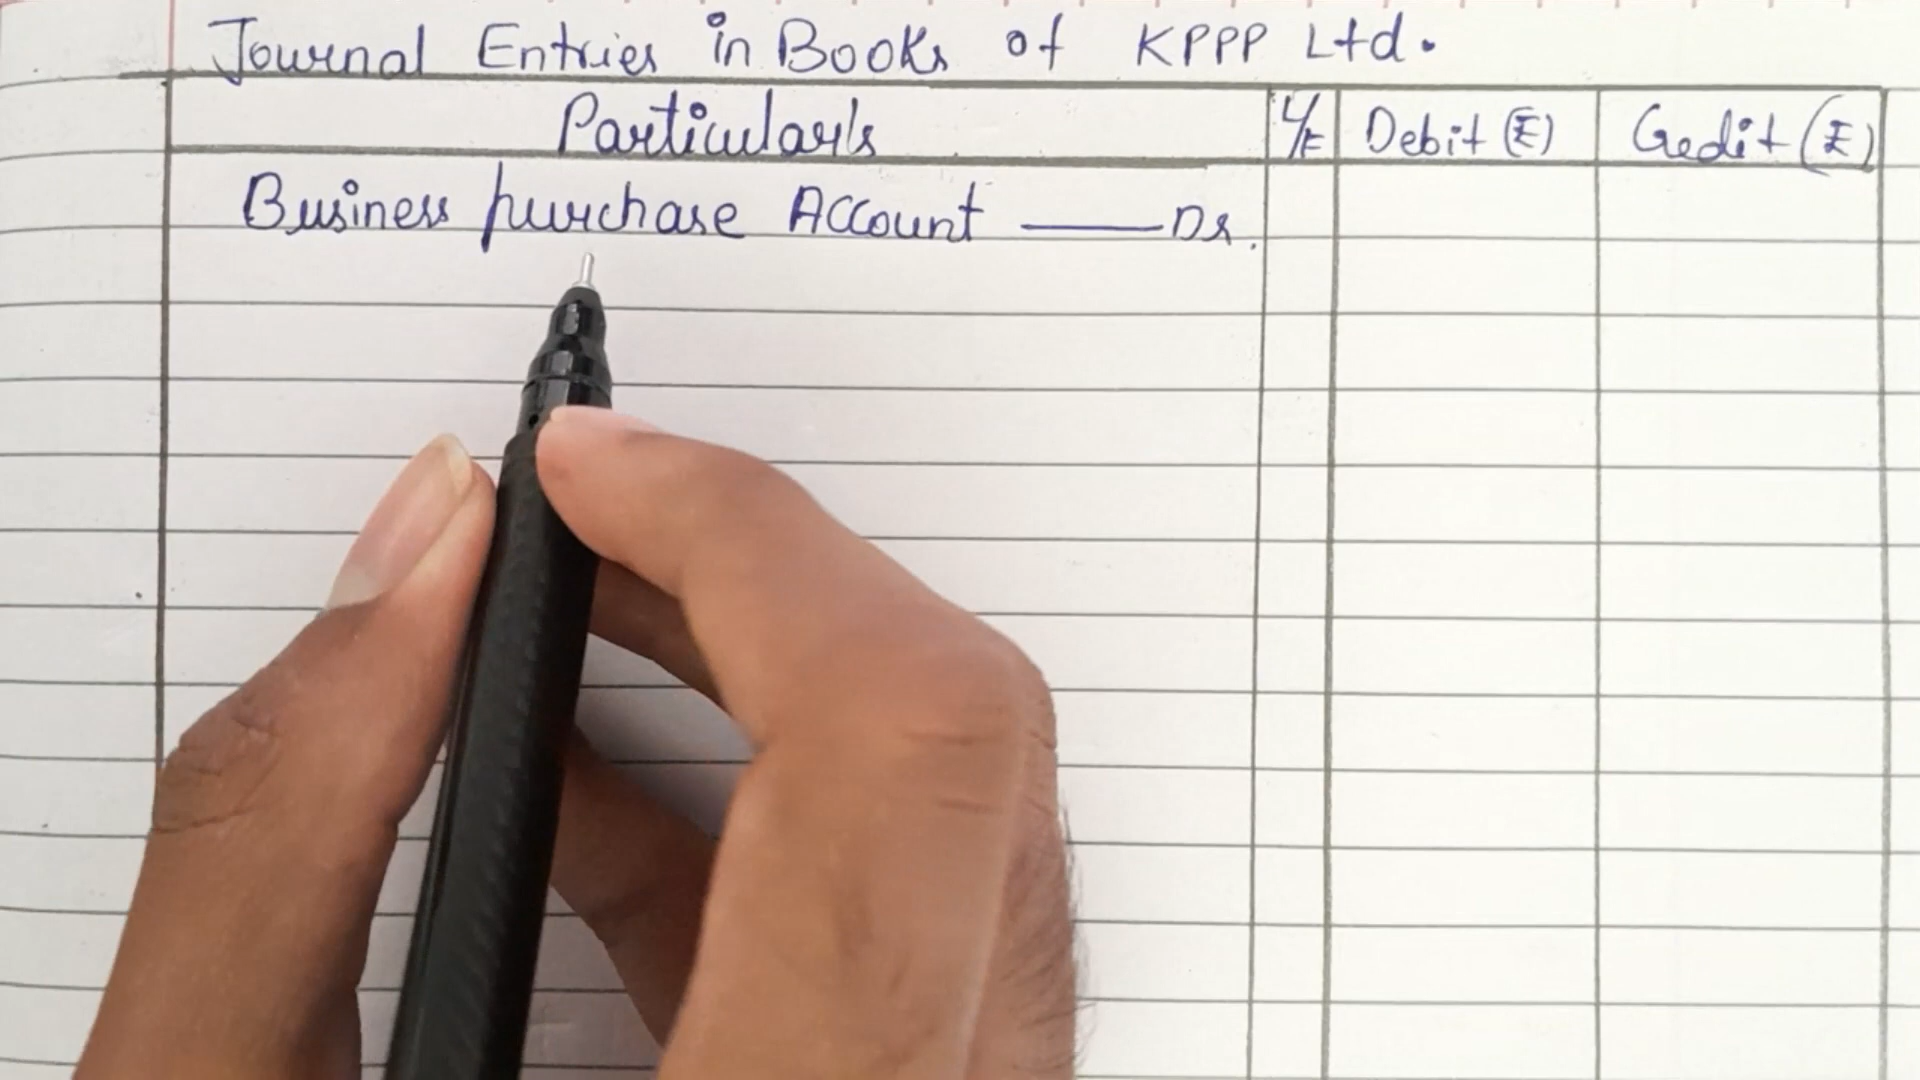 Journal Entries in Books of KPPP Ltd.
Particulars L/F Debit (₹) Credit (₹)
Business purchase Account —— Dr.